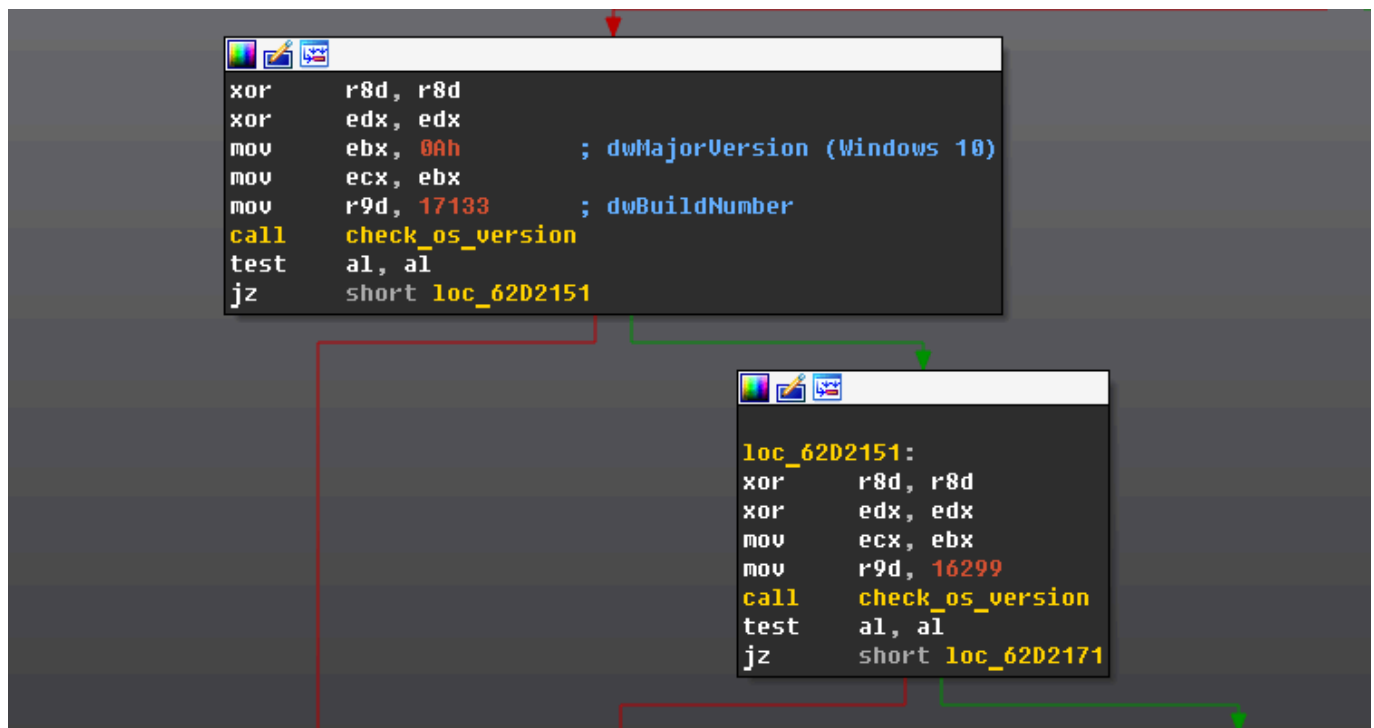 xor r8d, r8d
xor edx, edx
mov ebx, 0Ah ; dwMajorVersion (Windows 10)
mov ecx, ebx
mov r9d, 17133 ; dwBuildNumber
call check_os_version
test al, al
jz short loc_62D2151
loc_62D2151:
xor r8d, r8d
xor edx, edx
mov ecx, ebx
mov r9d, 16299
call check_os_version
test al, al
jz short loc_62D2171